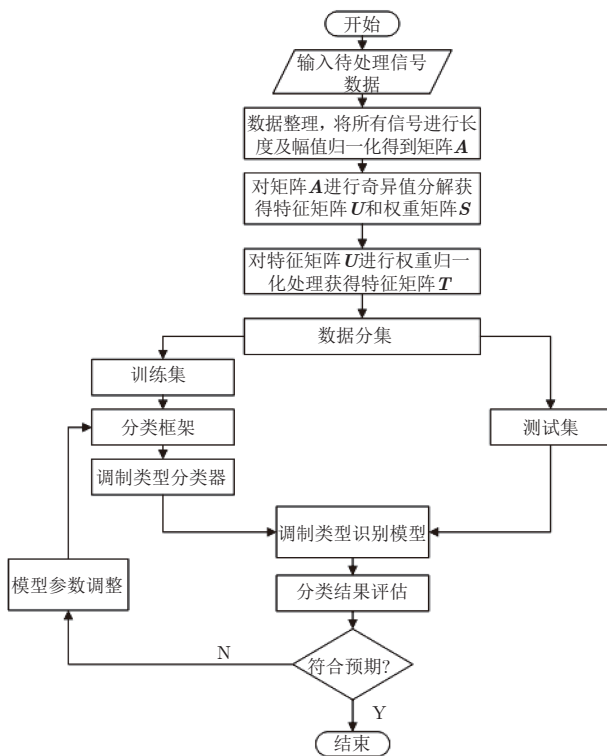 开始
输入待处理信号
数据
数据整理，将所有信号进行长
度及幅值归一化得到矩阵A
对矩阵A进行奇异值分解获
得特征矩阵U和权重矩阵S
对特征矩阵U进行权重归一
化处理获得特征矩阵T
数据分集
训练集
分类框架
测试集
调制类型分类器
调制类型识别模型
模型参数调整
分类结果评估
N
符合预期?
Y
结束